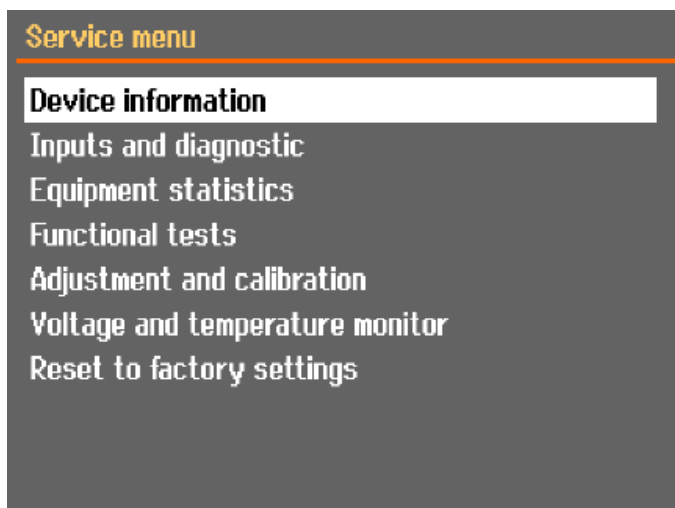 Service menu
Device information
Inputs and diagnostic
Equipment statistics
Functional tests
Adjustment and calibration
Voltage and temperature monitor
Reset to factory settings